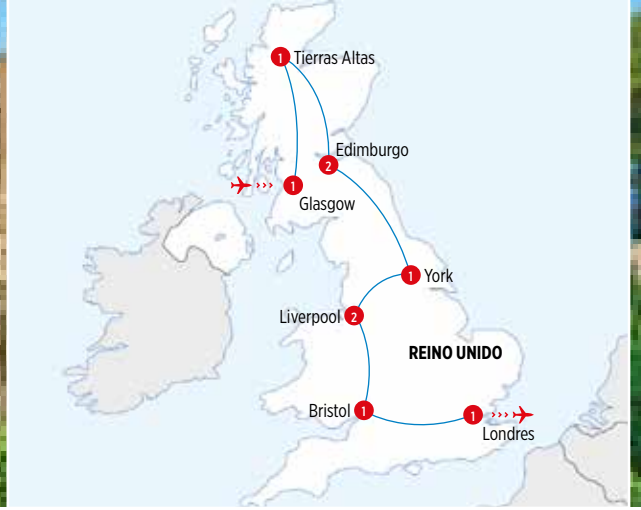 1 Tierras Altas
Edimburgo
2
1
Glasgow
1 York
Liverpool 2
REINO UNIDO
Bristol 1
1
Londres